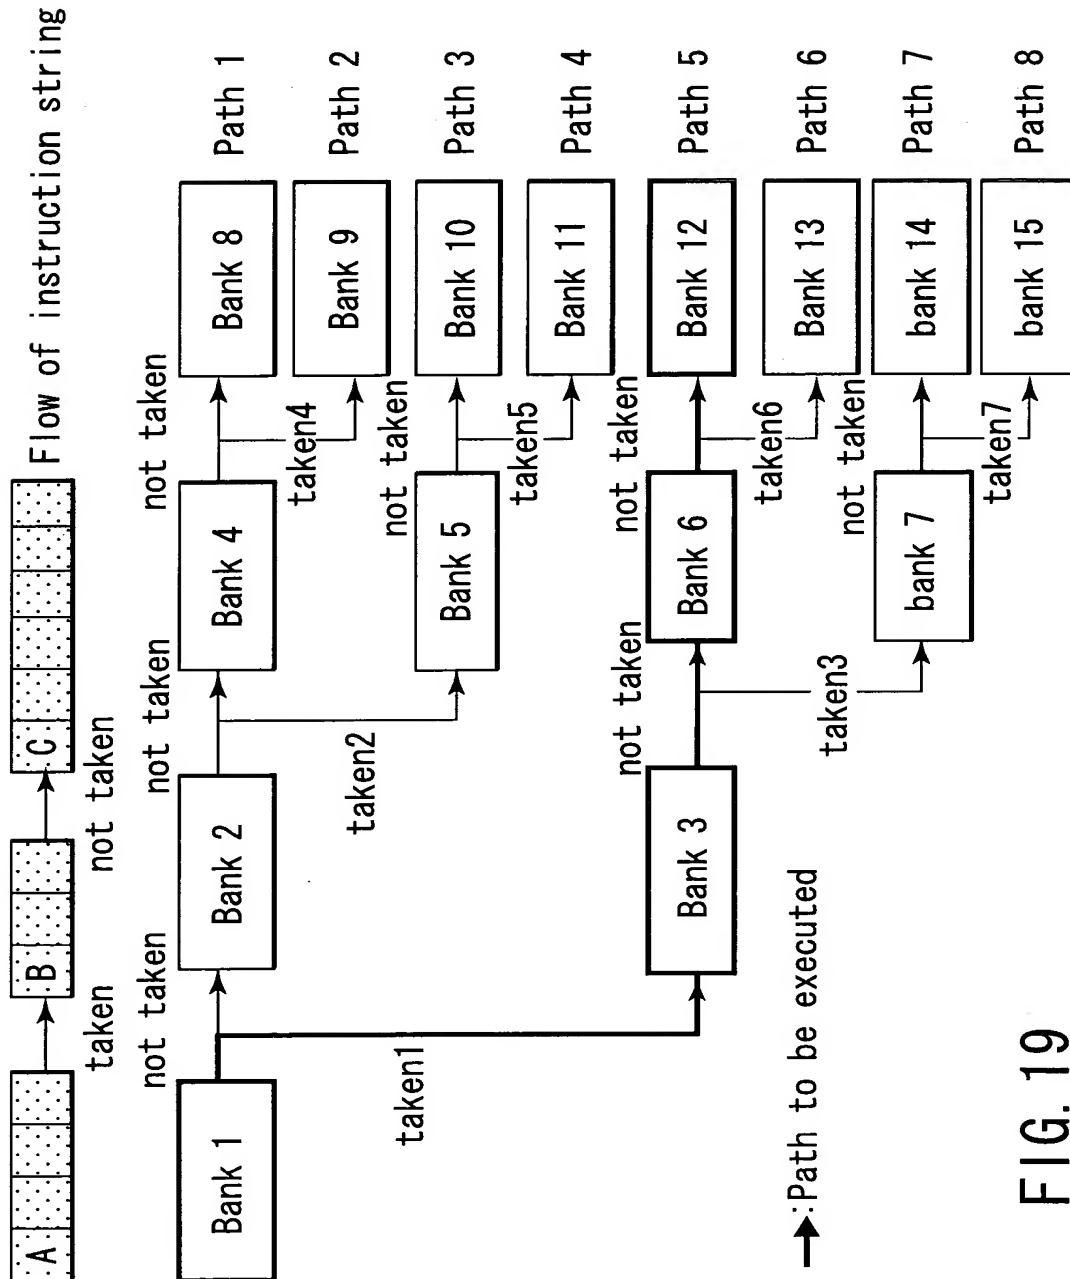 A
B
C
Flow of instruction string
taken
not taken
not taken
not taken
not taken
Bank 1
Bank 2
Bank 4
Bank 8
Path 1
taken4
Bank 9
Path 2
taken2
not taken
Bank 5
Bank 10
Path 3
taken5
Bank 11
Path 4
taken1
not taken
not taken
Bank 3
Bank 6
Bank 12
Path 5
taken6
Bank 13
Path 6
taken3
not taken
bank 7
bank 14
Path 7
taken7
bank 15
Path 8
:Path to be executed
FIG. 19